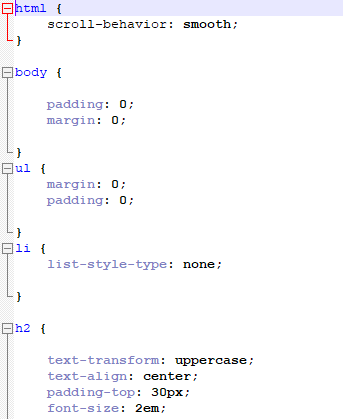 html {
scroll-behavior: smooth;
}
body {
padding: 0;
margin: 0;
}
ul {
margin: 0;
padding: 0;
}
li {
list-style-type: none;
}
h2 {
text-transform: uppercase;
text-align: center;
padding-top: 30px;
font-size: 2em;